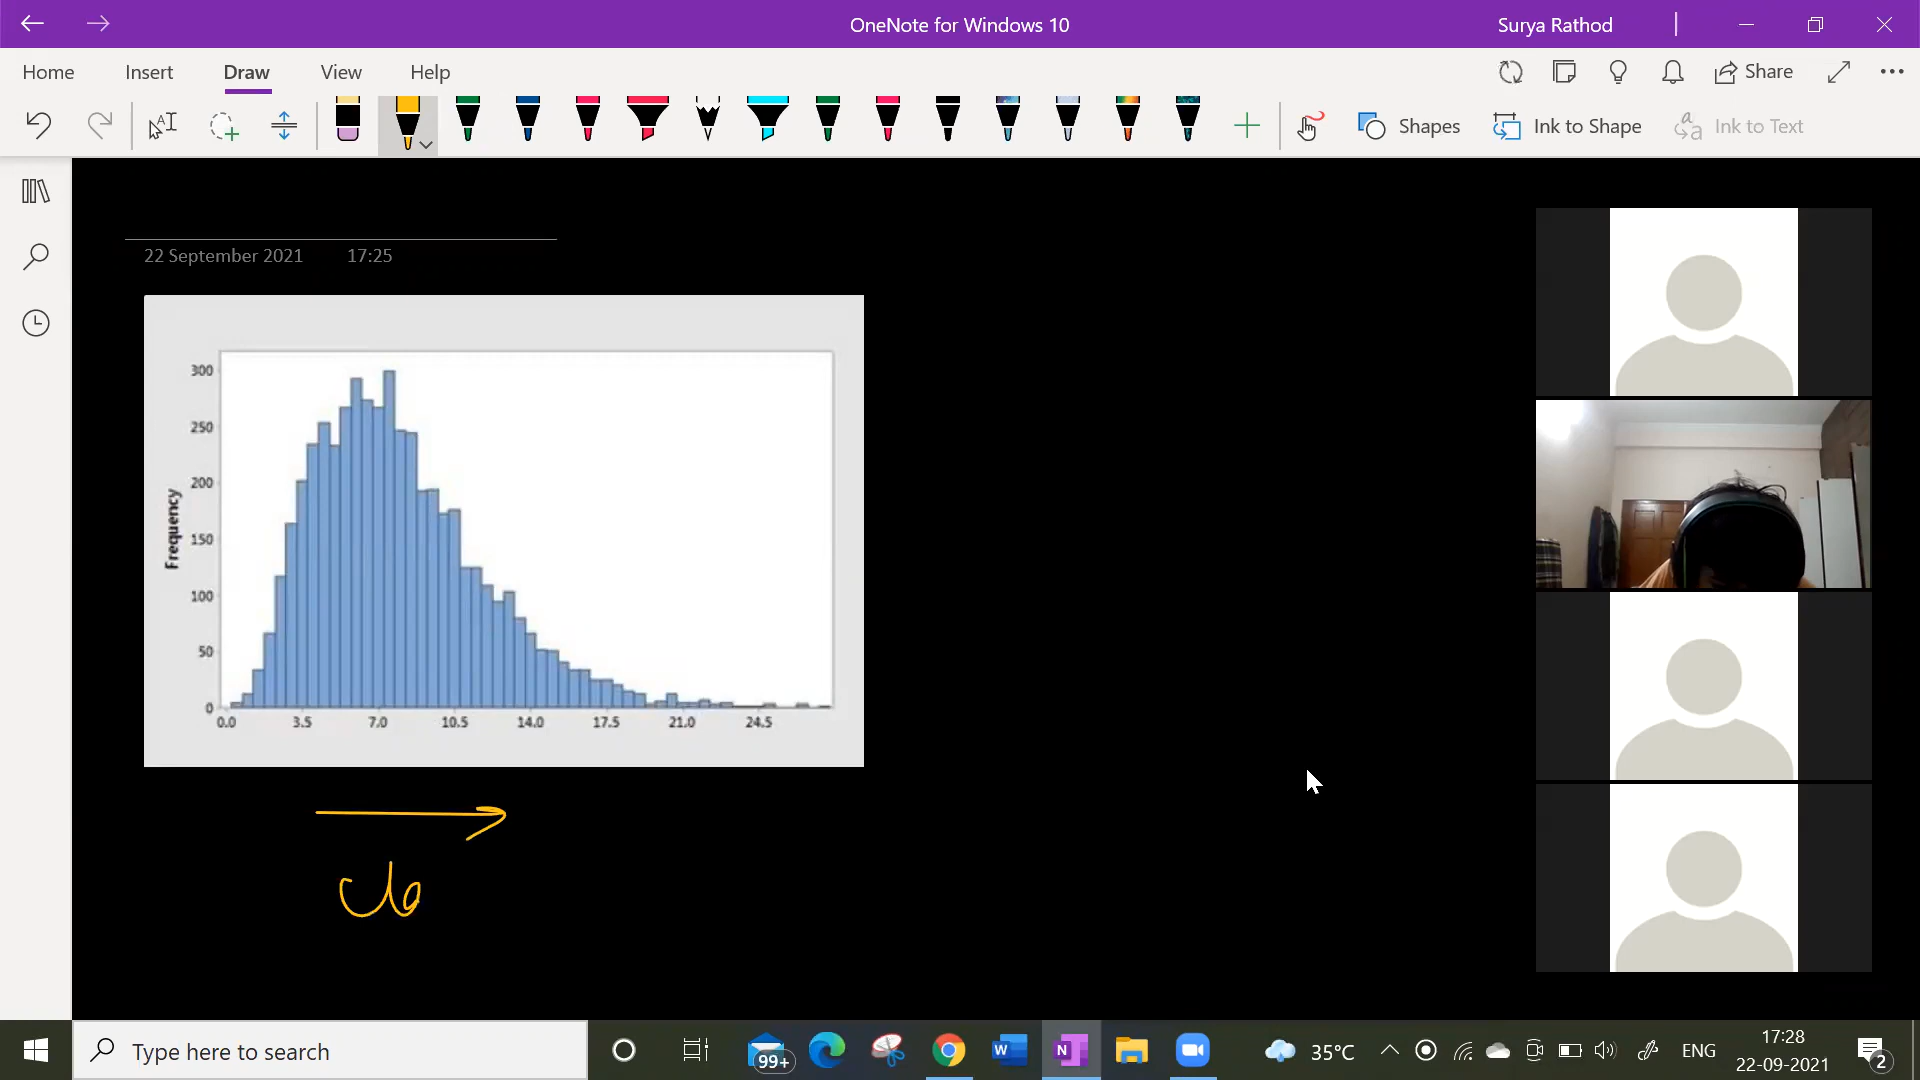 OneNote for Windows 10
Surya Rathod
Home Insert Draw View Help
Share
Shapes
Ink to Shape
Ink to Text
22 September 2021 17:25
Frequency
300
250
200
150
100
50
0
0.0 3.5 7.0 10.5 14.0 17.5 21.0 24.5
Type here to search
99+
35°C
ENG
17:28
22-09-2021
2